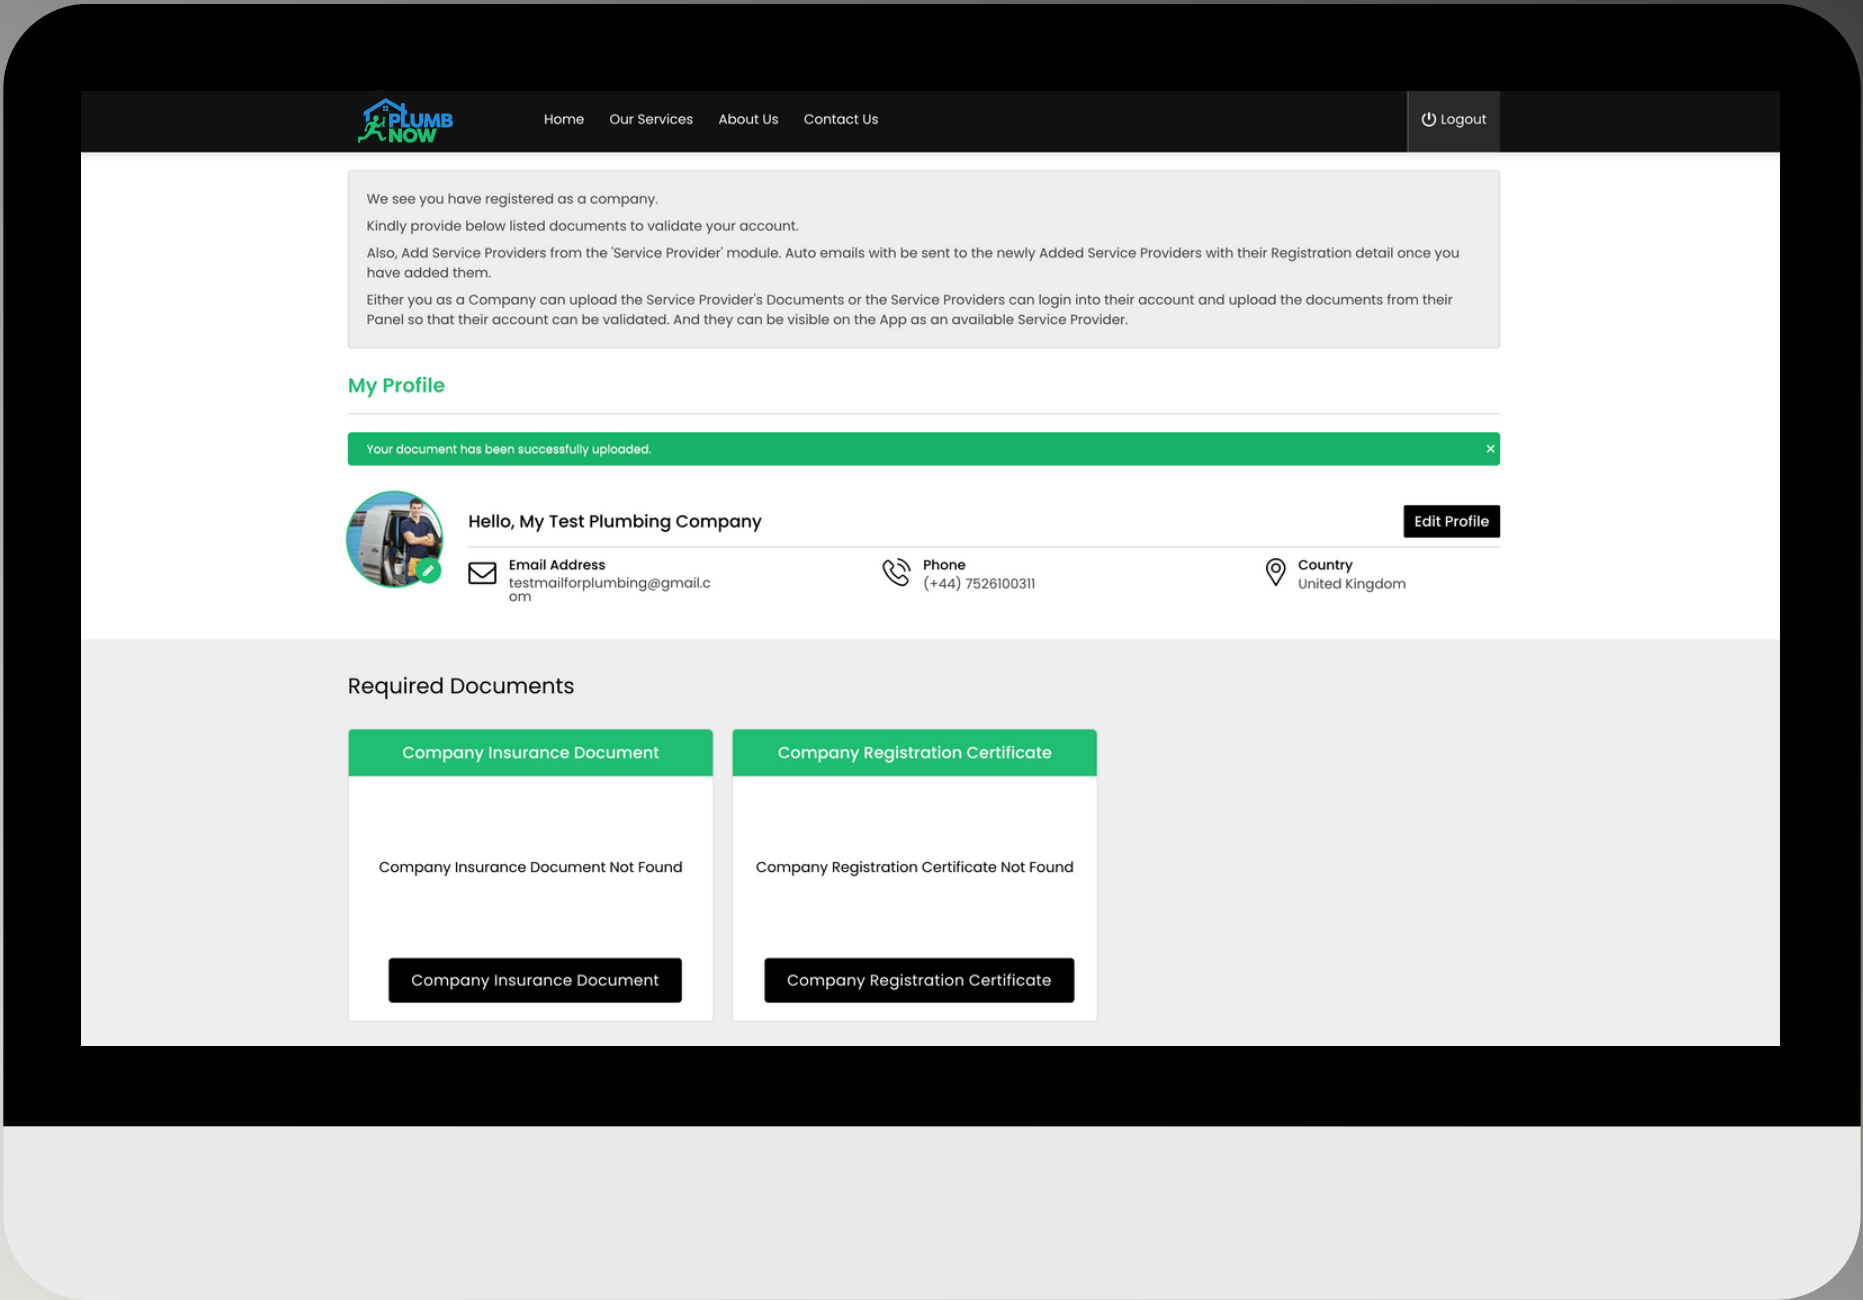 PLUMB
NOW
Home Our Services About Us Contact Us Logout
We see you have registered as a company.
Kindly provide below listed documents to validate your account.
Also, Add Service Providers from the 'Service Provider' module. Auto emails with be sent to the newly Added Service Providers with their Registration detail once you
have added them.
Either you as a Company can upload the Service Provider's Documents or the Service Providers can login into their account and upload the documents from their
Panel so that their account can be validated. And they can be visible on the App as an available Service Provider.
My Profile
Your document has been successfully uploaded. ×
Hello, My Test Plumbing Company
Edit Profile
Email Address
testmailforplumbing@gmail.c
om
Phone
(+44) 7526100311
Country
United Kingdom
Required Documents
Company Insurance Document
Company Insurance Document Not Found
Company Insurance Document
Company Registration Certificate
Company Registration Certificate Not Found
Company Registration Certificate